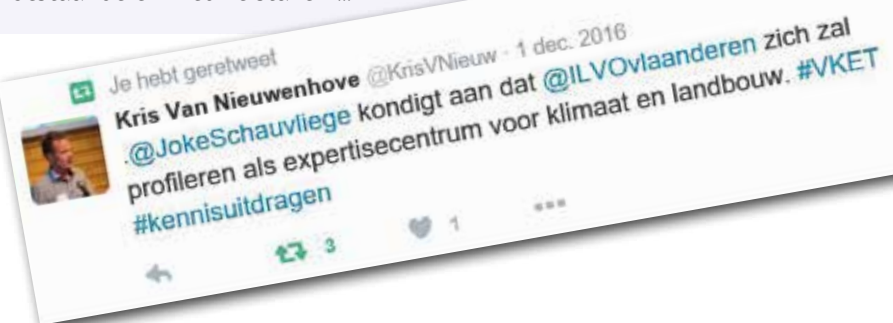 Je hebt geretweet
Kris Van Nieuwenhove @KrisVNieuw · 1 dec. 2016
.@JokeSchauvliege kondigt aan dat @ILVOvlaanderen zich zal
profileren als expertisecentrum voor klimaat en landbouw. #VKET
#kennisuitdragen
3 1